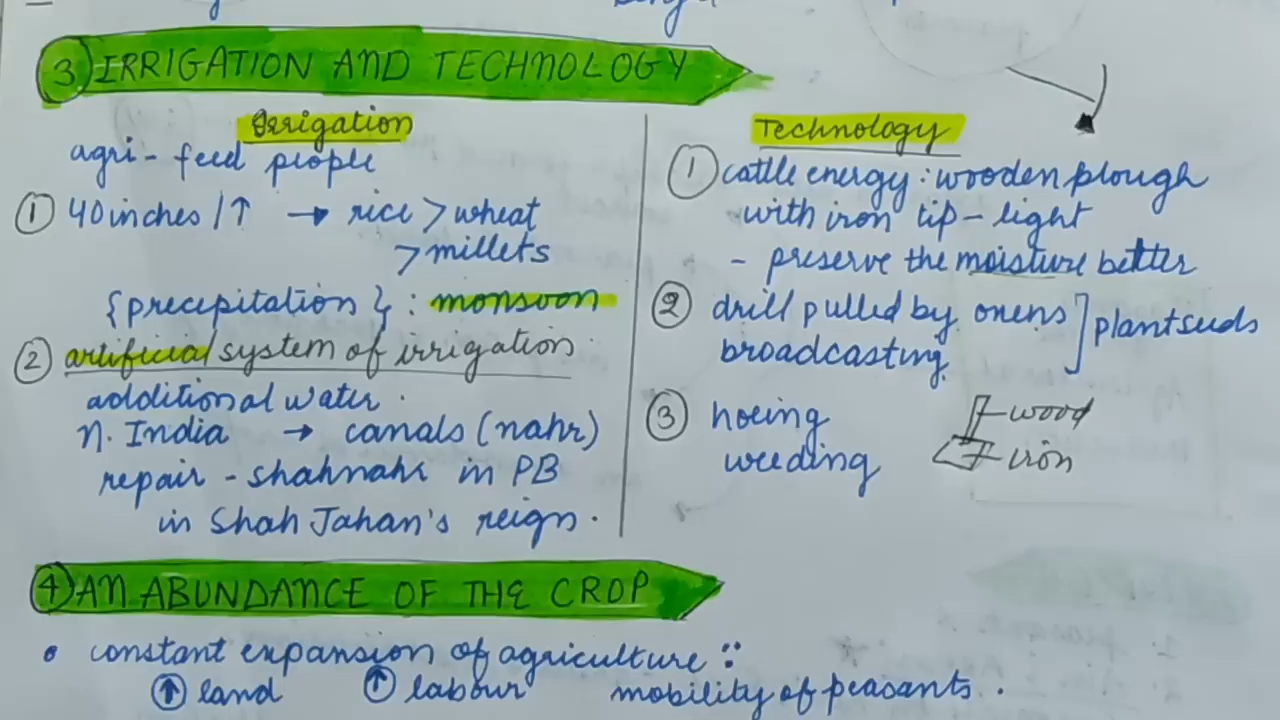 ③ IRRIGATION AND TECHNOLOGY
Irrigation
agri - feed people
① 40 inches / ↑ → rice > wheat
> millets
{precipitation} : monsoon
② artificial system of irrigation.
additional water.
N. India → canals (nahr)
repair - shahnahr in PB
in Shah Jahan's reign.
Technology
① cattle energy : wooden plough
with iron tip - light
- preserve the moisture better
② drill pulled by oxens ] plant seeds
broadcasting.
③ hoeing
weeding
wood
iron
④ AN ABUNDANCE OF THE CROP
• constant expansion of agriculture ::
↑ land ↑ labour mobility of peasants.